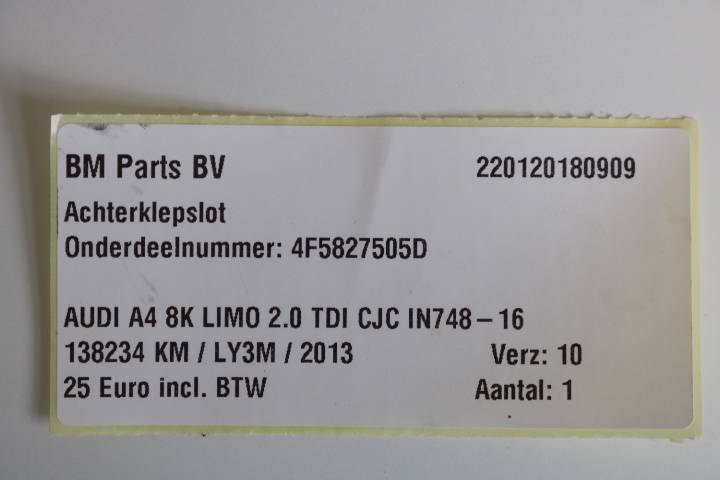 BM Parts BV 220120180909
Achterklepslot
Onderdeelnummer: 4F5827505D
AUDI A4 8K LIMO 2.0 TDI CJC IN748-16
138234 KM / LY3M / 2013 Verz: 10
25 Euro incl. BTW Aantal: 1